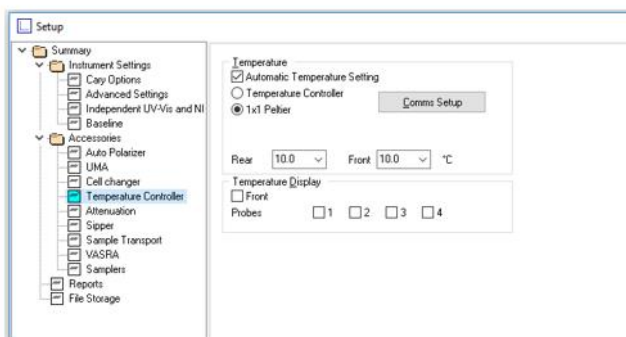 Setup
Summary
Instrument Settings
Cary Options
Advanced Settings
Independent UV-Vis and NI
Baseline
Accessories
Auto Polarizer
UMA
Cell changer
Temperature Controller
Attenuation
Sipper
Sample Transport
VASRA
Samplers
Reports
File Storage
Temperature
Automatic Temperature Setting
Temperature Controller
1x1 Peltier
Comms Setup
Rear 10.0 Front 10.0 °C
Temperature Display
Front
Probes 1 2 3 4